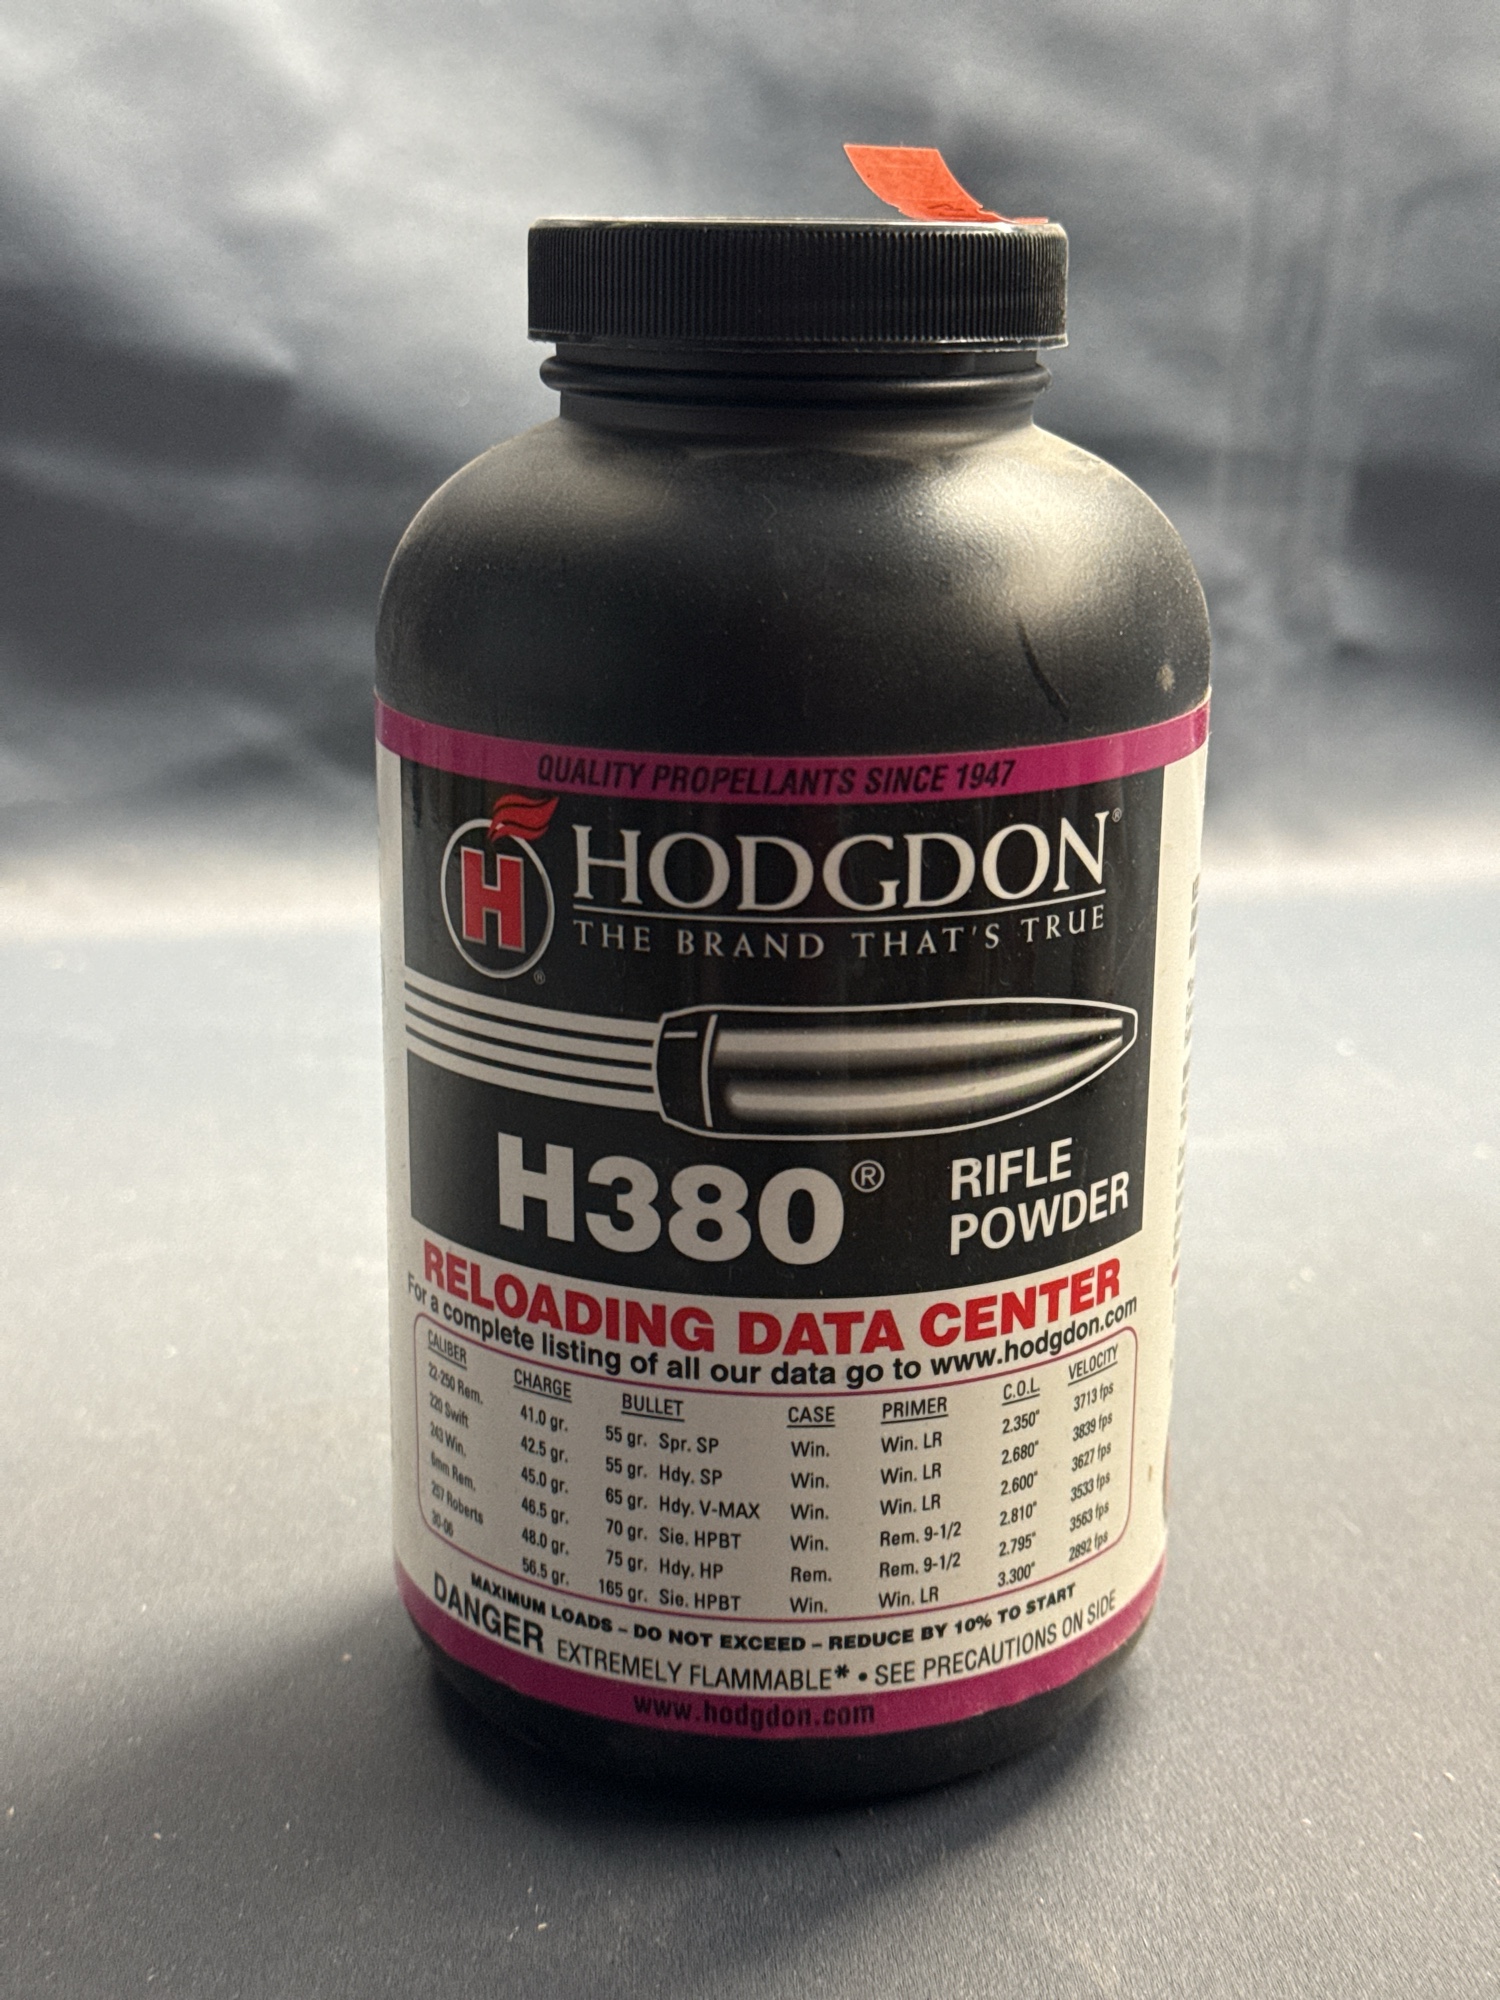 QUALITY PROPELLANTS SINCE 1947
H
HODGDON®
THE BRAND THAT'S TRUE
®
H380®
RIFLE
POWDER
RELOADING DATA CENTER
For a complete listing of all our data go to www.hodgdon.com
CALIBER CHARGE BULLET CASE PRIMER C.O.L VELOCITY
22-250 Rem. 41.0 gr. 55 gr. Spr. SP Win. Win. LR 2.350" 3713 fps
220 Swift 42.5 gr. 55 gr. Hdy. SP Win. Win. LR 2.680" 3839 fps
243 Win. 45.0 gr. 65 gr. Hdy. V-MAX Win. Win. LR 2.600" 3627 fps
6mm Rem. 46.5 gr. 70 gr. Sie. HPBT Win. Rem. 9-1/2 2.810" 3533 fps
257 Roberts 48.0 gr. 75 gr. Hdy. HP Rem. Rem. 9-1/2 2.795" 3563 fps
30-06 56.5 gr. 165 gr. Sie. HPBT Win. Win. LR 3.300" 2892 fps
MAXIMUM LOADS – DO NOT EXCEED – REDUCE BY 10% TO START
DANGER EXTREMELY FLAMMABLE* • SEE PRECAUTIONS ON SIDE
www.hodgdon.com